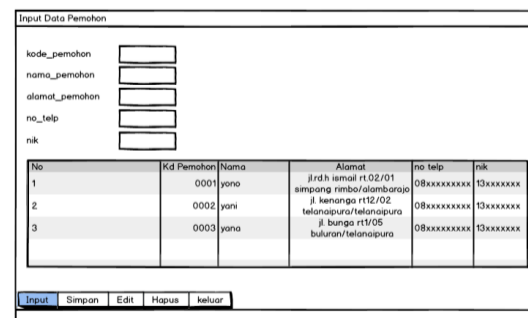 Input Data Pemohon
kode_pemohon
nama_pemohon
alamat_pemohon
no_telp
nik
No Kd Pemohon Nama Alamat no telp nik
1 0001 yono jl.rd.h ismail rt.02/01 simpang rimbo/alambarajo 08xxxxxxxxx 13xxxxxxx
2 0002 yani jl. kenanga rt12/02 telanaipura/telanaipura 08xxxxxxxxx 13xxxxxxx
3 0003 yana jl. bunga rt1/05 buluran/telanaipura 08xxxxxxxxx 13xxxxxxx
Input Simpan Edit Hapus keluar